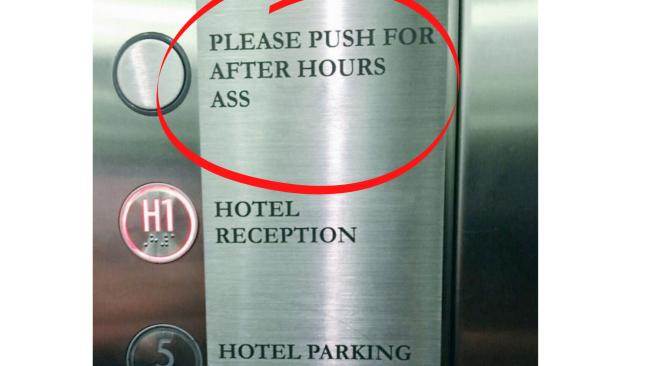 PLEASE PUSH FOR
AFTER HOURS
ASS
H1
HOTEL
RECEPTION
5
HOTEL PARKING